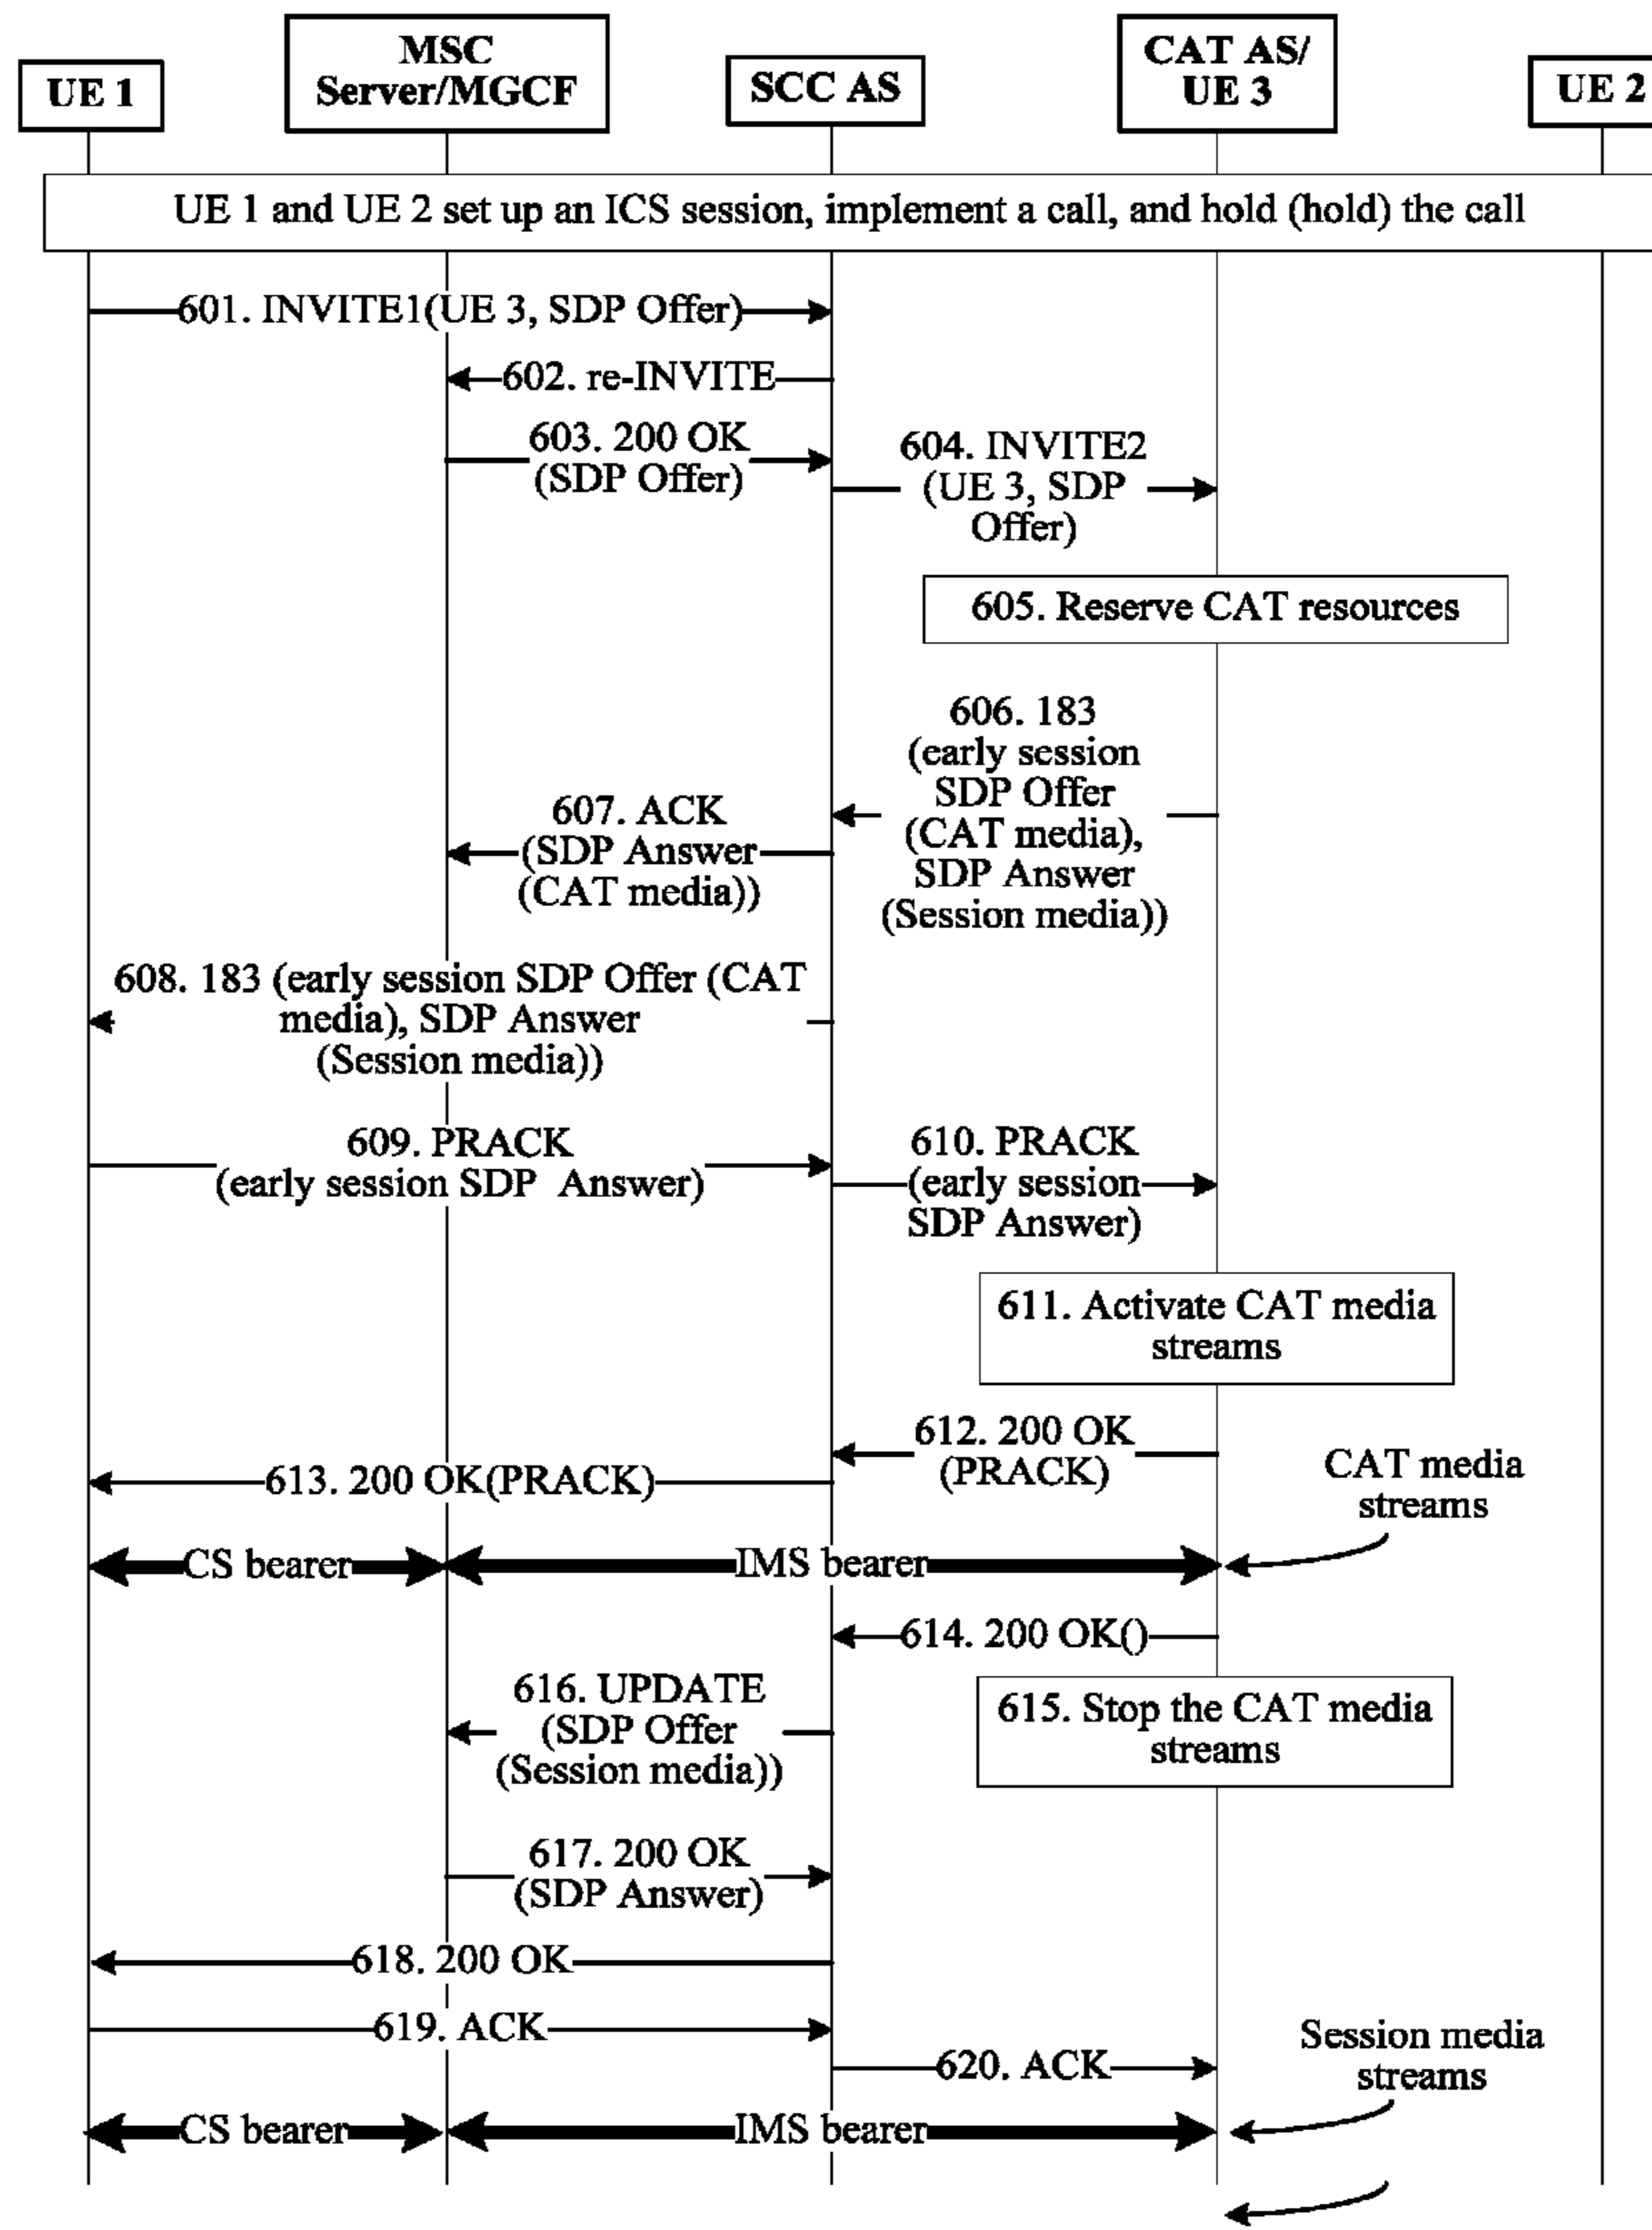 UE 1
MSC
Server/MGCF
SCC AS
CAT AS/
UE 3
UE 2
UE 1 and UE 2 set up an ICS session, implement a call, and hold (hold) the call
601. INVITE1(UE 3, SDP Offer)
602. re-INVITE
603. 200 OK
(SDP Offer)
604. INVITE2
(UE 3, SDP
Offer)
605. Reserve CAT resources
606. 183
(early session
SDP Offer
(CAT media),
SDP Answer
(Session media))
607. ACK
(SDP Answer
(CAT media))
608. 183 (early session SDP Offer (CAT
media), SDP Answer
(Session media))
609. PRACK
(early session SDP Answer)
610. PRACK
(early session
SDP Answer)
611. Activate CAT media
streams
612. 200 OK
(PRACK)
613. 200 OK(PRACK)
CAT media
streams
CS bearer
IMS bearer
614. 200 OK()
615. Stop the CAT media
streams
616. UPDATE
(SDP Offer
(Session media))
617. 200 OK
(SDP Answer)
618. 200 OK
619. ACK
620. ACK
Session media
streams
CS bearer
IMS bearer